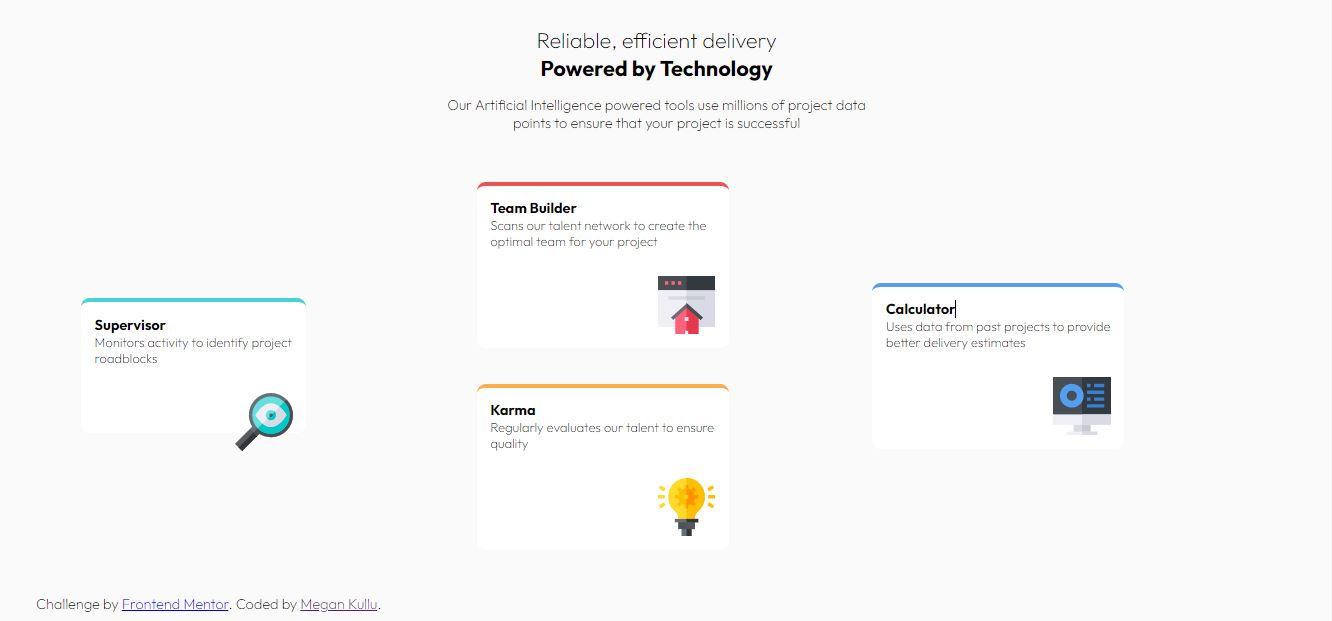 Reliable, efficient delivery
Powered by Technology
Our Artificial Intelligence powered tools use millions of project data
points to ensure that your project is successful
Supervisor
Monitors activity to identify project
roadblocks
Team Builder
Scans our talent network to create the
optimal team for your project
Karma
Regularly evaluates our talent to ensure
quality
Calculator
Uses data from past projects to provide
better delivery estimates
Challenge by Frontend Mentor. Coded by Megan Kullu.